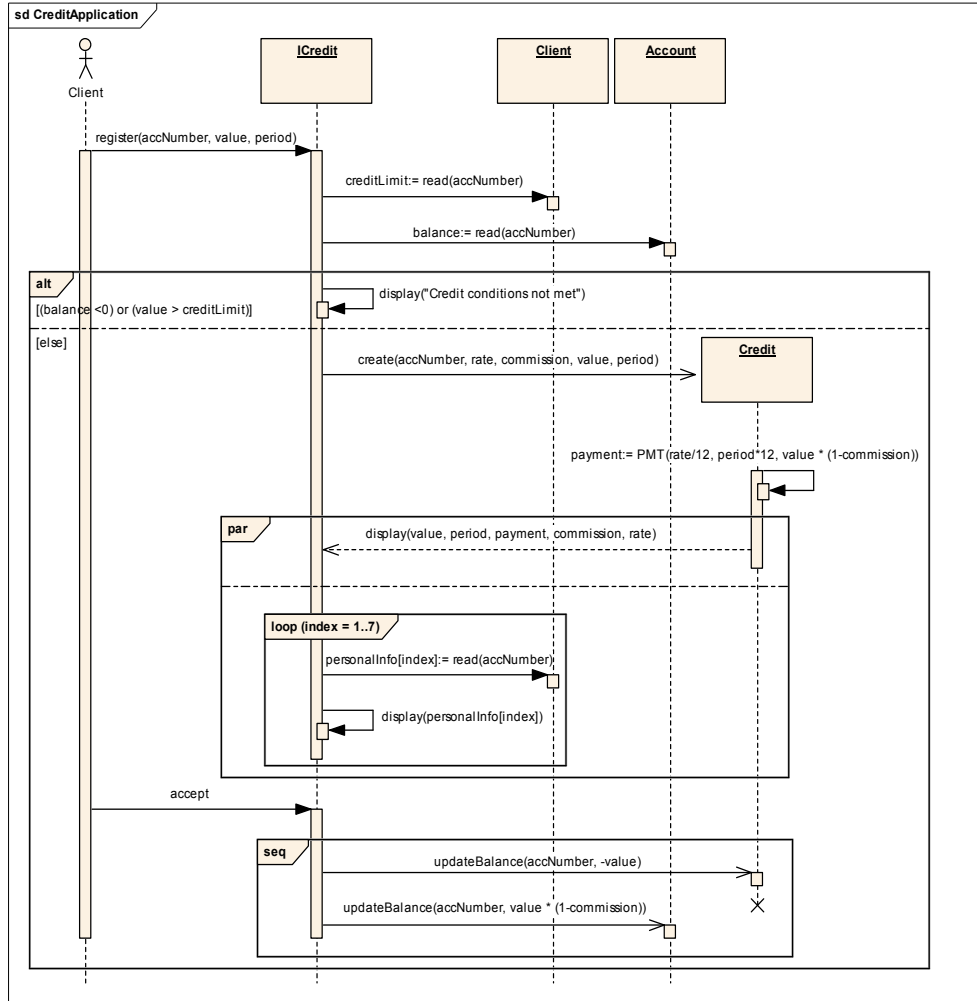 sd CreditApplication
Client
ICredit
Client
Account
register(accNumber, value, period)
creditLimit:= read(accNumber)
balance:= read(accNumber)
alt
display("Credit conditions not met")
[(balance <0) or (value > creditLimit)]
[else]
Credit
create(accNumber, rate, commission, value, period)
payment:= PMT(rate/12, period*12, value * (1-commission))
par
display(value, period, payment, commission, rate)
loop (index = 1..7)
personalInfo[index]:= read(accNumber)
display(personalInfo[index])
accept
seq
updateBalance(accNumber, -value)
updateBalance(accNumber, value * (1-commission))